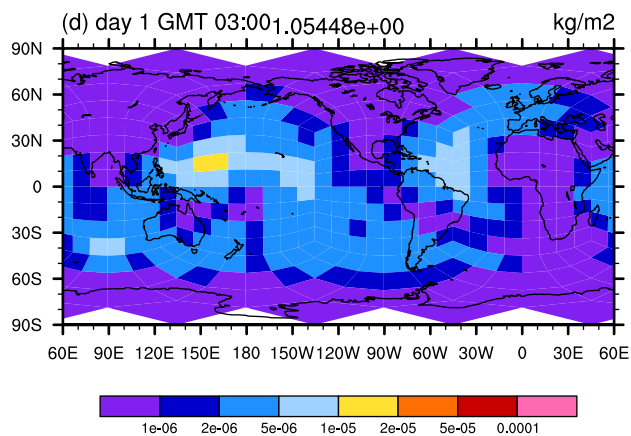 (d) day 1 GMT 03:00 1.05448e+00 kg/m2
90N
60N
30N
0
30S
60S
90S
60E 90E 120E 150E 180 150W 120W 90W 60W 30W 0 30E 60E
1e-06 2e-06 5e-06 1e-05 2e-05 5e-05 0.0001